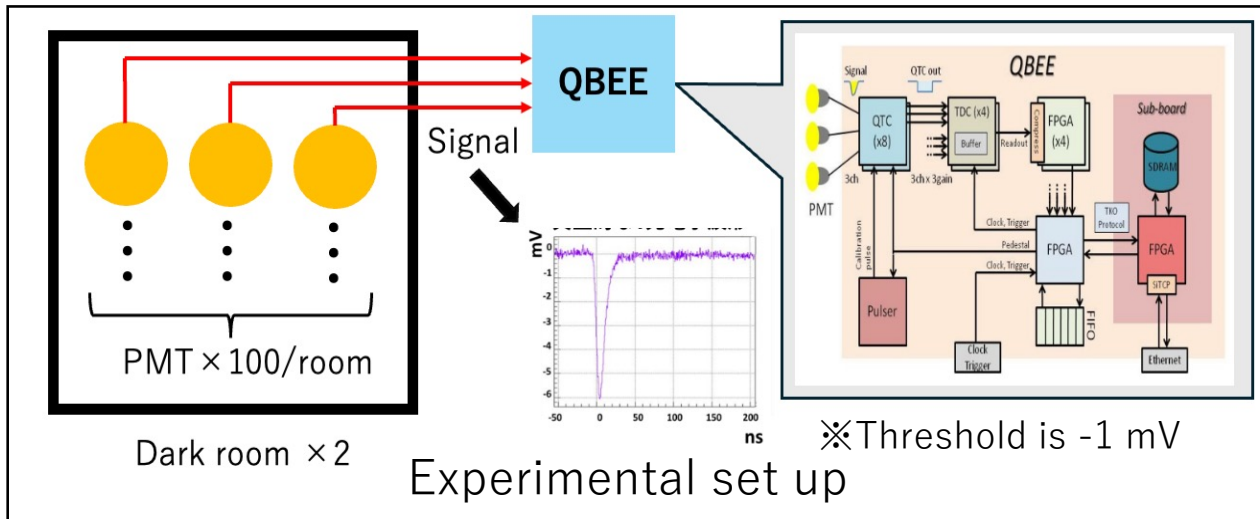 QBEE
Signal
PMT×100/room
Dark room ×2
mV
0
-1
-2
-3
-4
-5
-6
-50 0 50 100 150 200
ns
QBEE
Signal
QTC out
PMT
3ch
QTC
(x8)
3ch x 3gain
TDC (x4)
Buffer
Readout
Compress
FPGA
(x4)
Sub-board
SDRAM
Clock, Trigger
Pedestal
Clock, Trigger
Calibration
pulse
Pulser
Clock
Trigger
FPGA
FIFO
TKO
Protocol
FPGA
SiTCP
Ethernet
※Threshold is -1 mV
Experimental set up